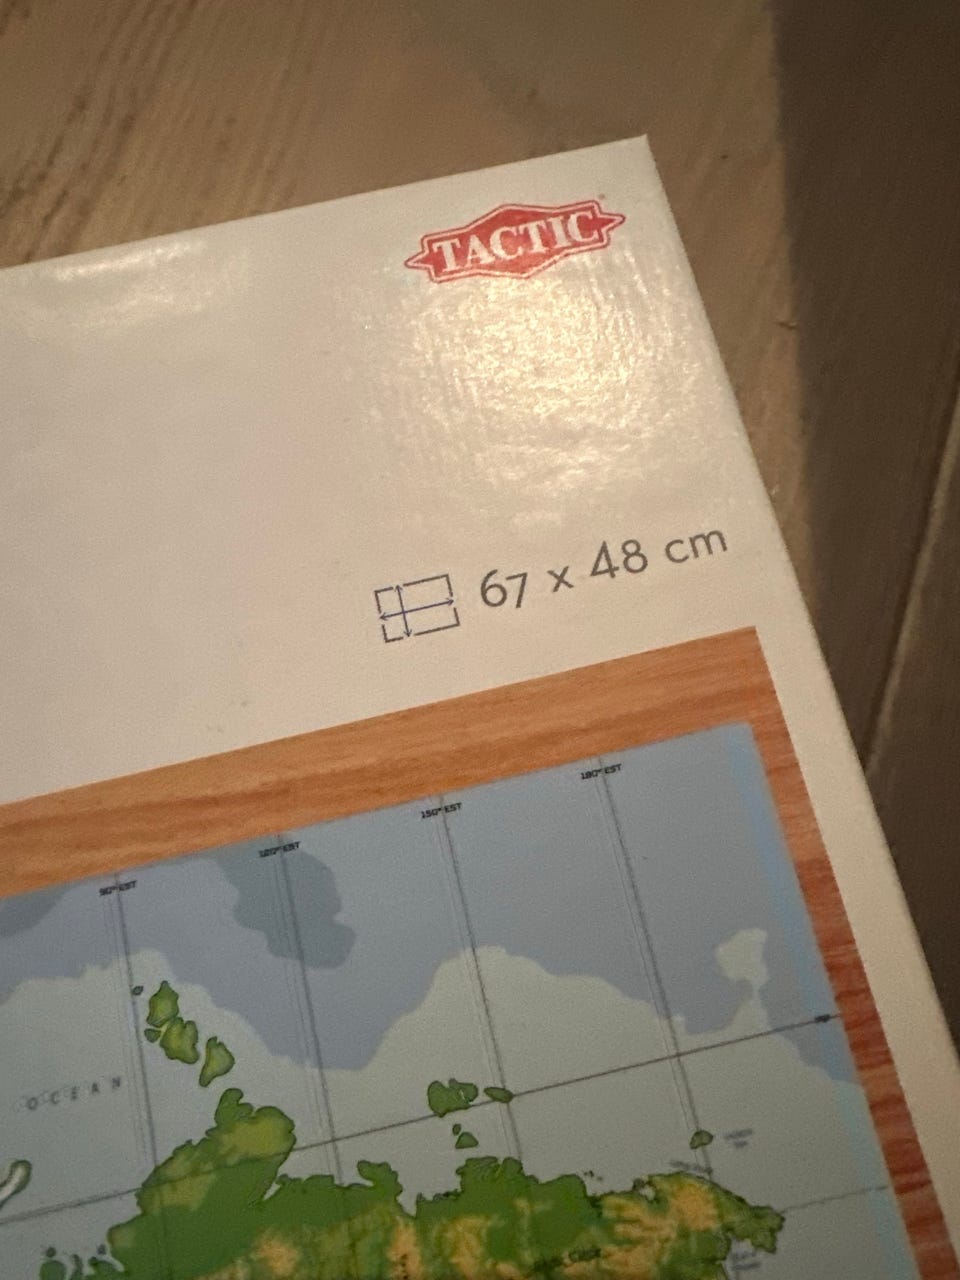 TACTIC
67 x 48 cm
180° EST
150° EST
120° EST
90° EST
OCEAN